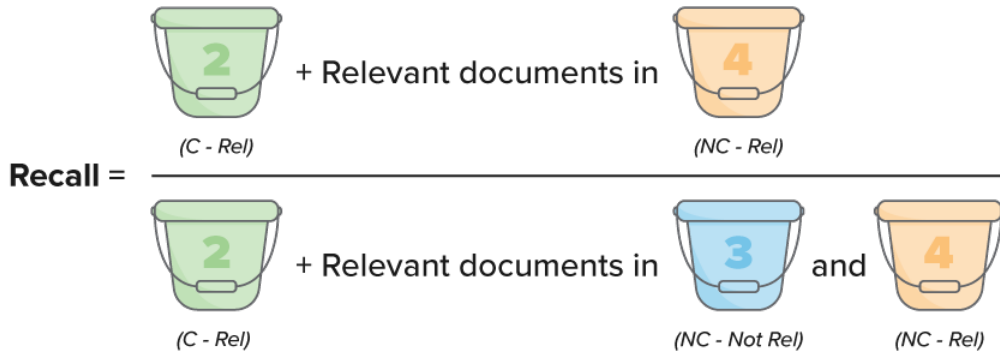 2 + Relevant documents in 4
(C - Rel) (NC - Rel)
Recall =
2 + Relevant documents in 3 and 4
(C - Rel) (NC - Not Rel) (NC - Rel)